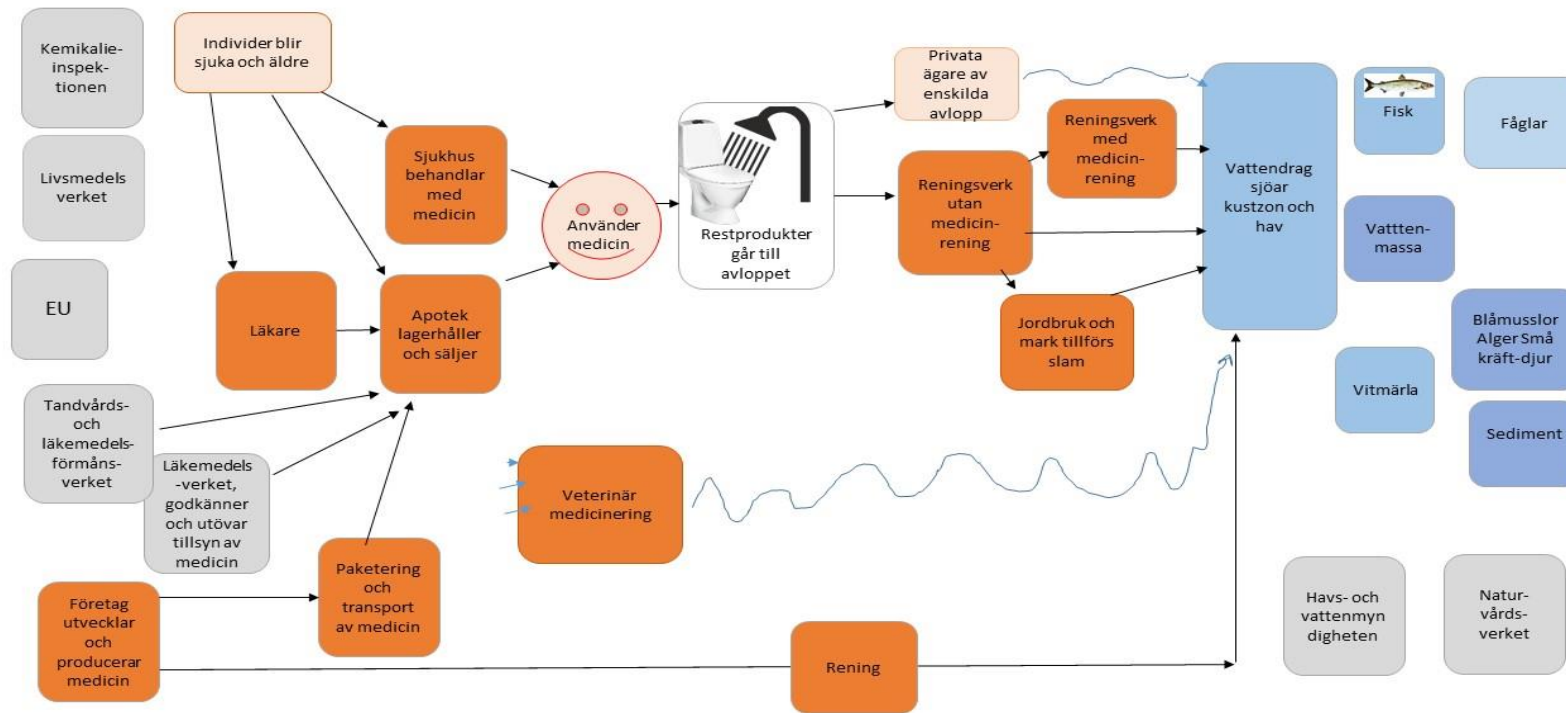 Kemikalie-
inspek-
tionen
Livsmedels
verket
EU
Tandvårds-
och
läkemedels-
förmåns-
verket
Läkemedels
-verket,
godkänner
och utövar
tillsyn av
medicin
Företag
utvecklar
och
producerar
medicin
Individer blir
sjuka och äldre
Läkare
Sjukhus
behandlar
med
medicin
Apotek
lagerhåller
och säljer
Paketering
och
transport
av medicin
Använder
medicin
Veterinär
medicinering
Restprodukter
går till
avloppet
Privata
ägare av
enskilda
avlopp
Reningsverk
utan
medicin-
rening
Reningsverk
med
medicin-
rening
Jordbruk och
mark tillförs
slam
Rening
Vattendrag
sjöar
kustzon och
hav
Fisk
Fåglar
Vattten-
massa
Blåmusslor
Alger Små
kräft-djur
Vitmärla
Sediment
Havs- och
vattenmyn
digheten
Natur-
vårds-
verket